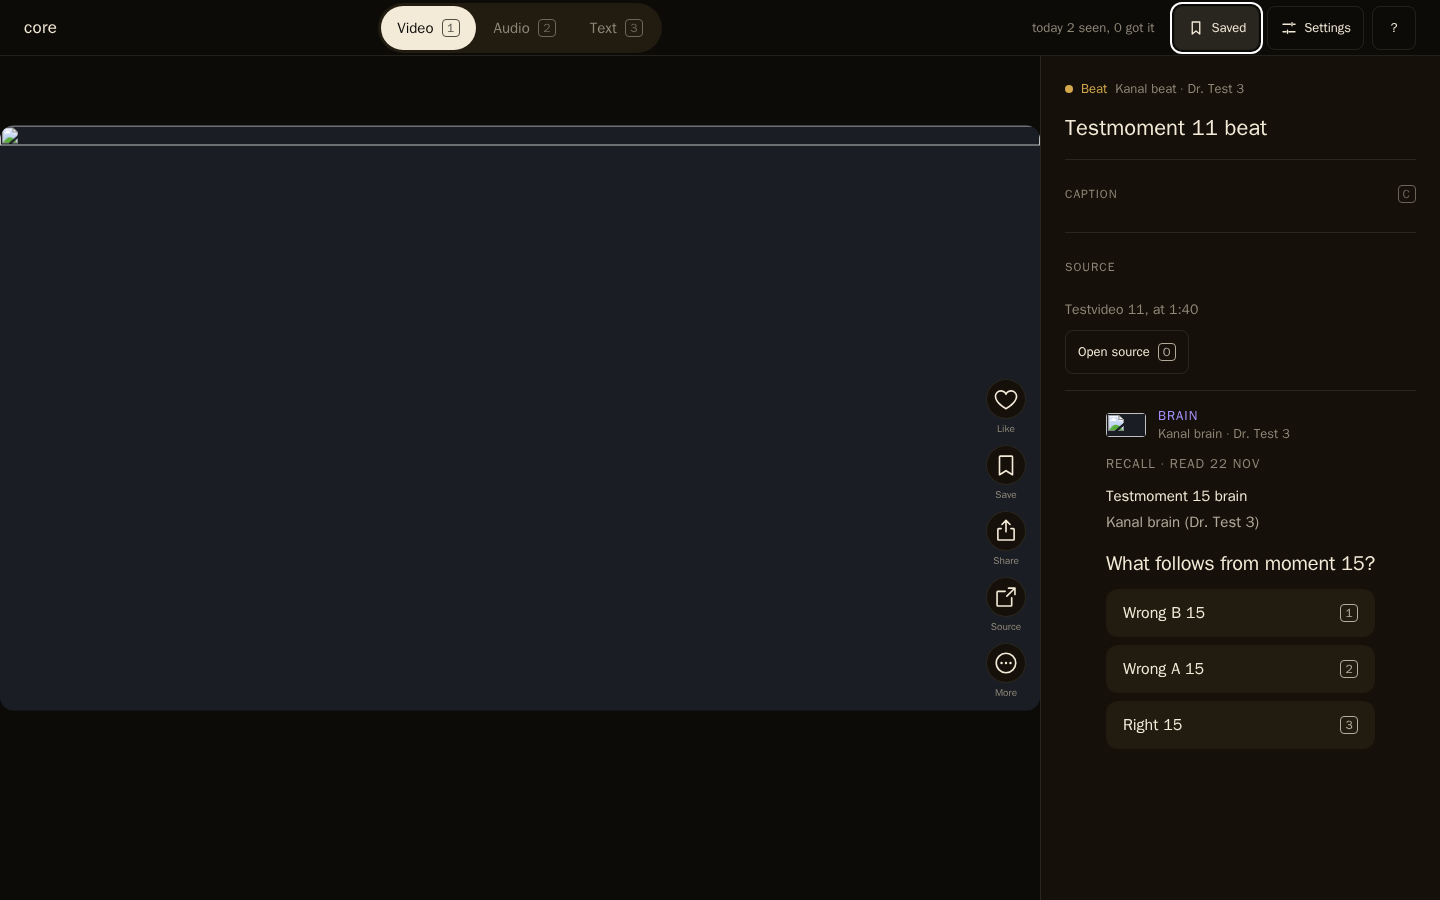 core
Video 1
Audio 2
Text 3
today 2 seen, 0 got it
Saved
Settings
?
Beat Kanal beat · Dr. Test 3
Testmoment 11 beat
CAPTION C
SOURCE
Testvideo 11, at 1:40
Open source O
Like
Save
Share
Source
More
BRAIN
Kanal brain · Dr. Test 3
RECALL · READ 22 NOV
Testmoment 15 brain
Kanal brain (Dr. Test 3)
What follows from moment 15?
Wrong B 15 1
Wrong A 15 2
Right 15 3